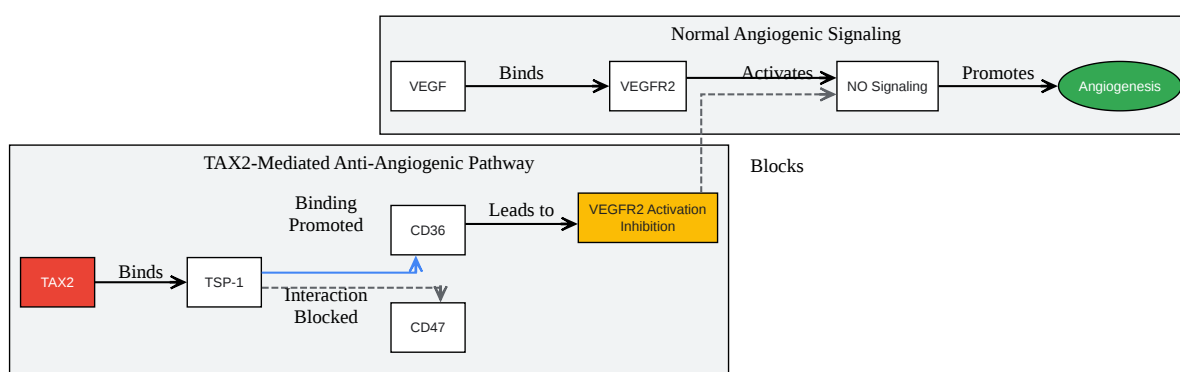 Normal Angiogenic Signaling
VEGF
Binds
VEGFR2
Activates
NO Signaling
Promotes
Angiogenesis
TAX2-Mediated Anti-Angiogenic Pathway
Blocks
Binding
Promoted
CD36
Leads to
VEGFR2 Activation
Inhibition
TAX2
Binds
TSP-1
Interaction
Blocked
CD47